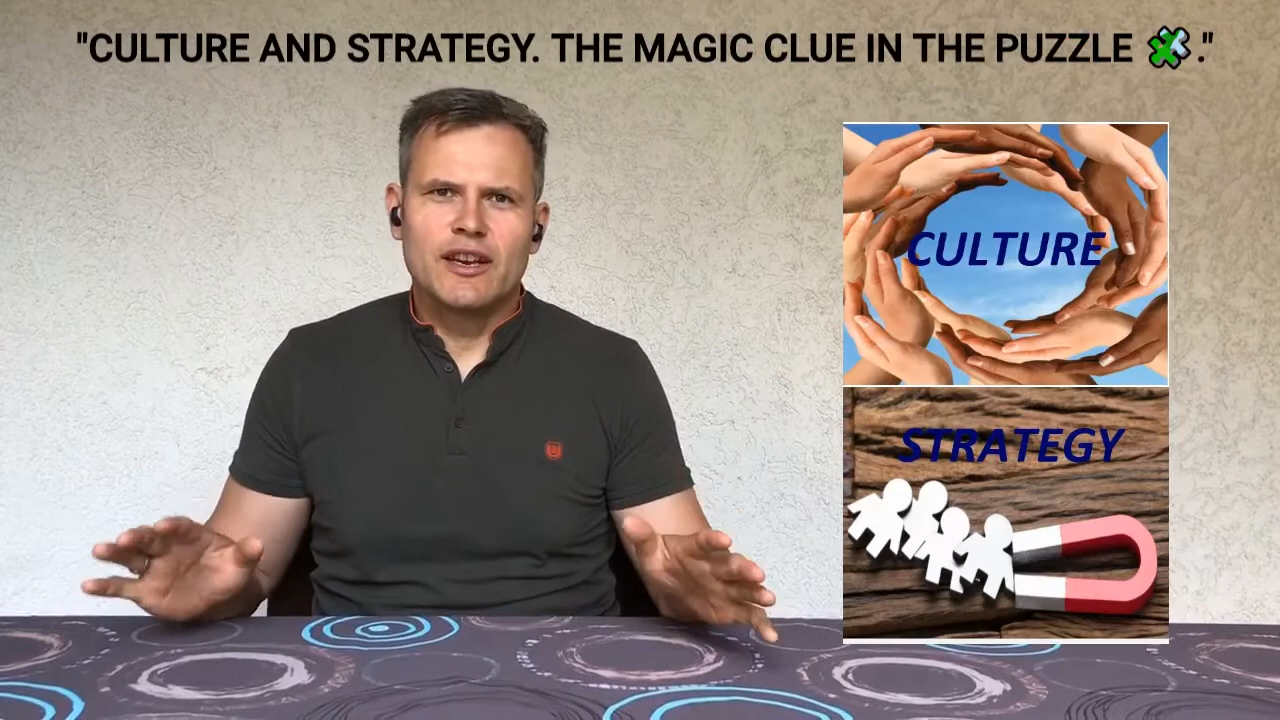 "CULTURE AND STRATEGY. THE MAGIC CLUE IN THE PUZZLE 🧩."
CULTURE
STRATEGY